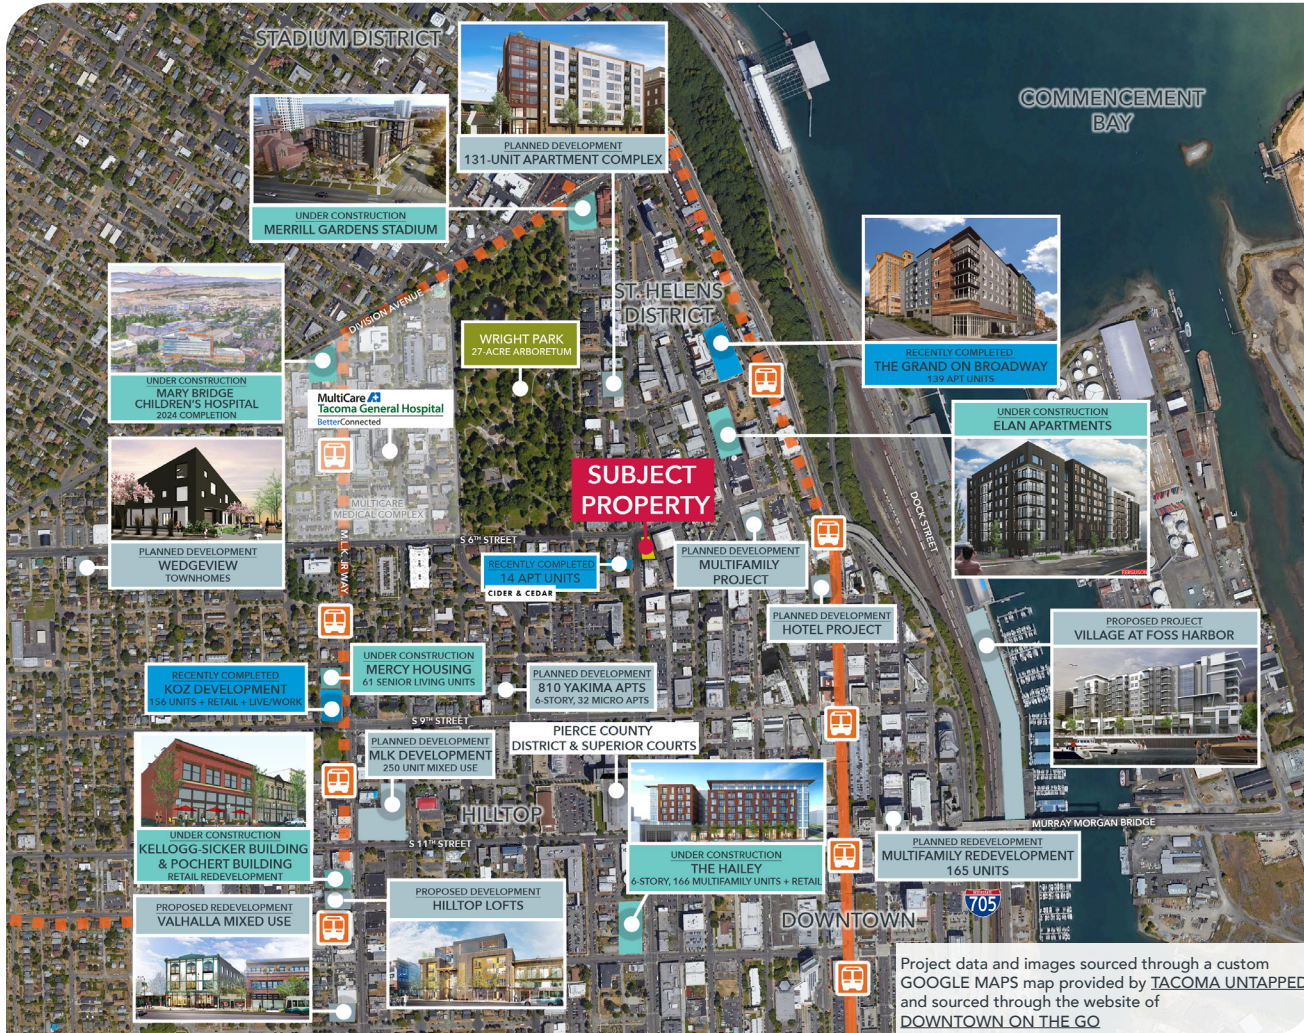 STADIUM DISTRICT
PLANNED DEVELOPMENT
131-UNIT APARTMENT COMPLEX
COMMENCEMENT
BAY
UNDER CONSTRUCTION
MERRILL GARDENS STADIUM
ST. HELENS
DISTRICT
DIVISION AVENUE
WRIGHT PARK
27-ACRE ARBORETUM
RECENTLY COMPLETED
THE GRAND ON BROADWAY
139 APT UNITS
UNDER CONSTRUCTION
MARY BRIDGE
CHILDREN'S HOSPITAL
2024 COMPLETION
MultiCare
Tacoma General Hospital
BetterConnected
UNDER CONSTRUCTION
ELAN APARTMENTS
FERGUSON
SUBJECT
PROPERTY
MULTICARE
MEDICAL COMPLEX
DOCK STREET
S 6TH STREET
MLK JR WAY
PLANNED DEVELOPMENT
WEDGEVIEW
TOWNHOMES
RECENTLY COMPLETED
14 APT UNITS
CIDER & CEDAR
PLANNED DEVELOPMENT
MULTIFAMILY
PROJECT
PLANNED DEVELOPMENT
HOTEL PROJECT
PROPOSED PROJECT
VILLAGE AT FOSS HARBOR
RECENTLY COMPLETED
KOZ DEVELOPMENT
156 UNITS + RETAIL + LIVE/WORK
UNDER CONSTRUCTION
MERCY HOUSING
61 SENIOR LIVING UNITS
PLANNED DEVELOPMENT
810 YAKIMA APTS
6-STORY, 32 MICRO APTS
S 9TH STREET
PIERCE COUNTY
DISTRICT & SUPERIOR COURTS
PLANNED DEVELOPMENT
MLK DEVELOPMENT
250 UNIT MIXED USE
HILLTOP
S 11TH STREET
MURRAY MORGAN BRIDGE
UNDER CONSTRUCTION
KELLOGG-SICKER BUILDING
& POCHERT BUILDING
RETAIL REDEVELOPMENT
UNDER CONSTRUCTION
THE HAILEY
6-STORY, 166 MULTIFAMILY UNITS + RETAIL
PLANNED REDEVELOPMENT
MULTIFAMILY REDEVELOPMENT
165 UNITS
PROPOSED REDEVELOPMENT
VALHALLA MIXED USE
PROPOSED DEVELOPMENT
HILLTOP LOFTS
705
DOWNTOWN
Project data and images sourced through a custom
GOOGLE MAPS map provided by TACOMA UNTAPPED
and sourced through the website of
DOWNTOWN ON THE GO